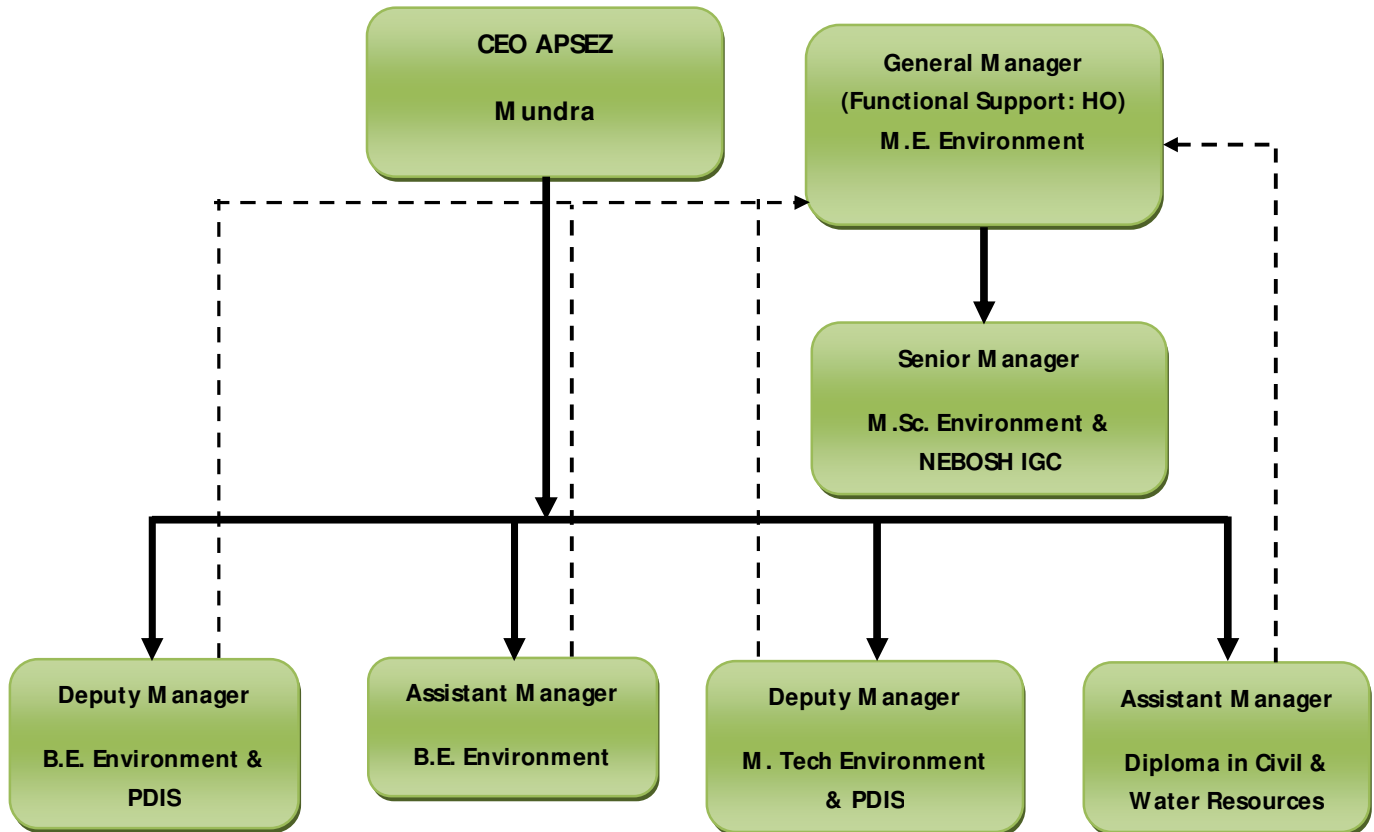 CEO APSEZ
Mundra
General Manager
(Functional Support: HO)
M.E. Environment
Senior Manager
M.Sc. Environment &
NEBOSH IGC
Deputy Manager
B.E. Environment &
PDIS
Assistant Manager
B.E. Environment
Deputy Manager
M. Tech Environment
& PDIS
Assistant Manager
Diploma in Civil &
Water Resources